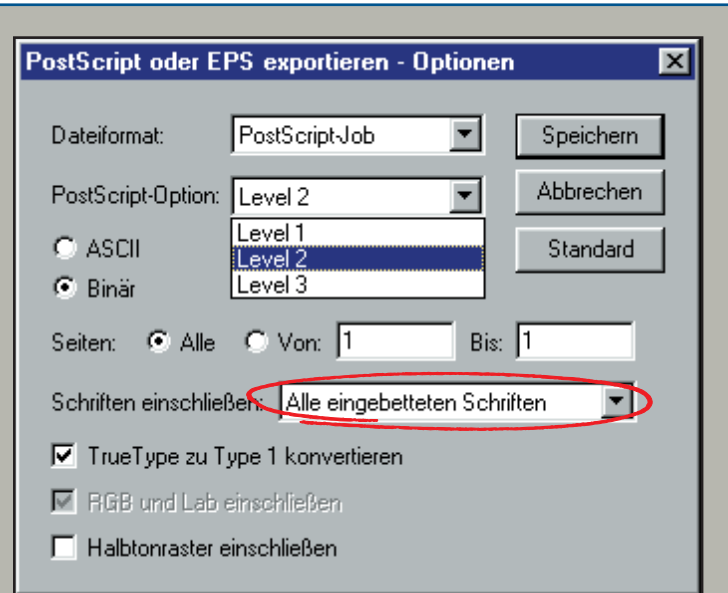 PostScript oder EPS exportieren - Optionen
Dateiformat: PostScript-Job Speichern
PostScript-Option: Level 2 Abbrechen
Level 1
ASCII Level 2 Standard
Binär Level 3
Seiten: Alle Von: 1 Bis: 1
Schriften einschließen: Alle eingebetteten Schriften
TrueType zu Type 1 konvertieren
RGB und Lab einschließen
Halbtonraster einschließen